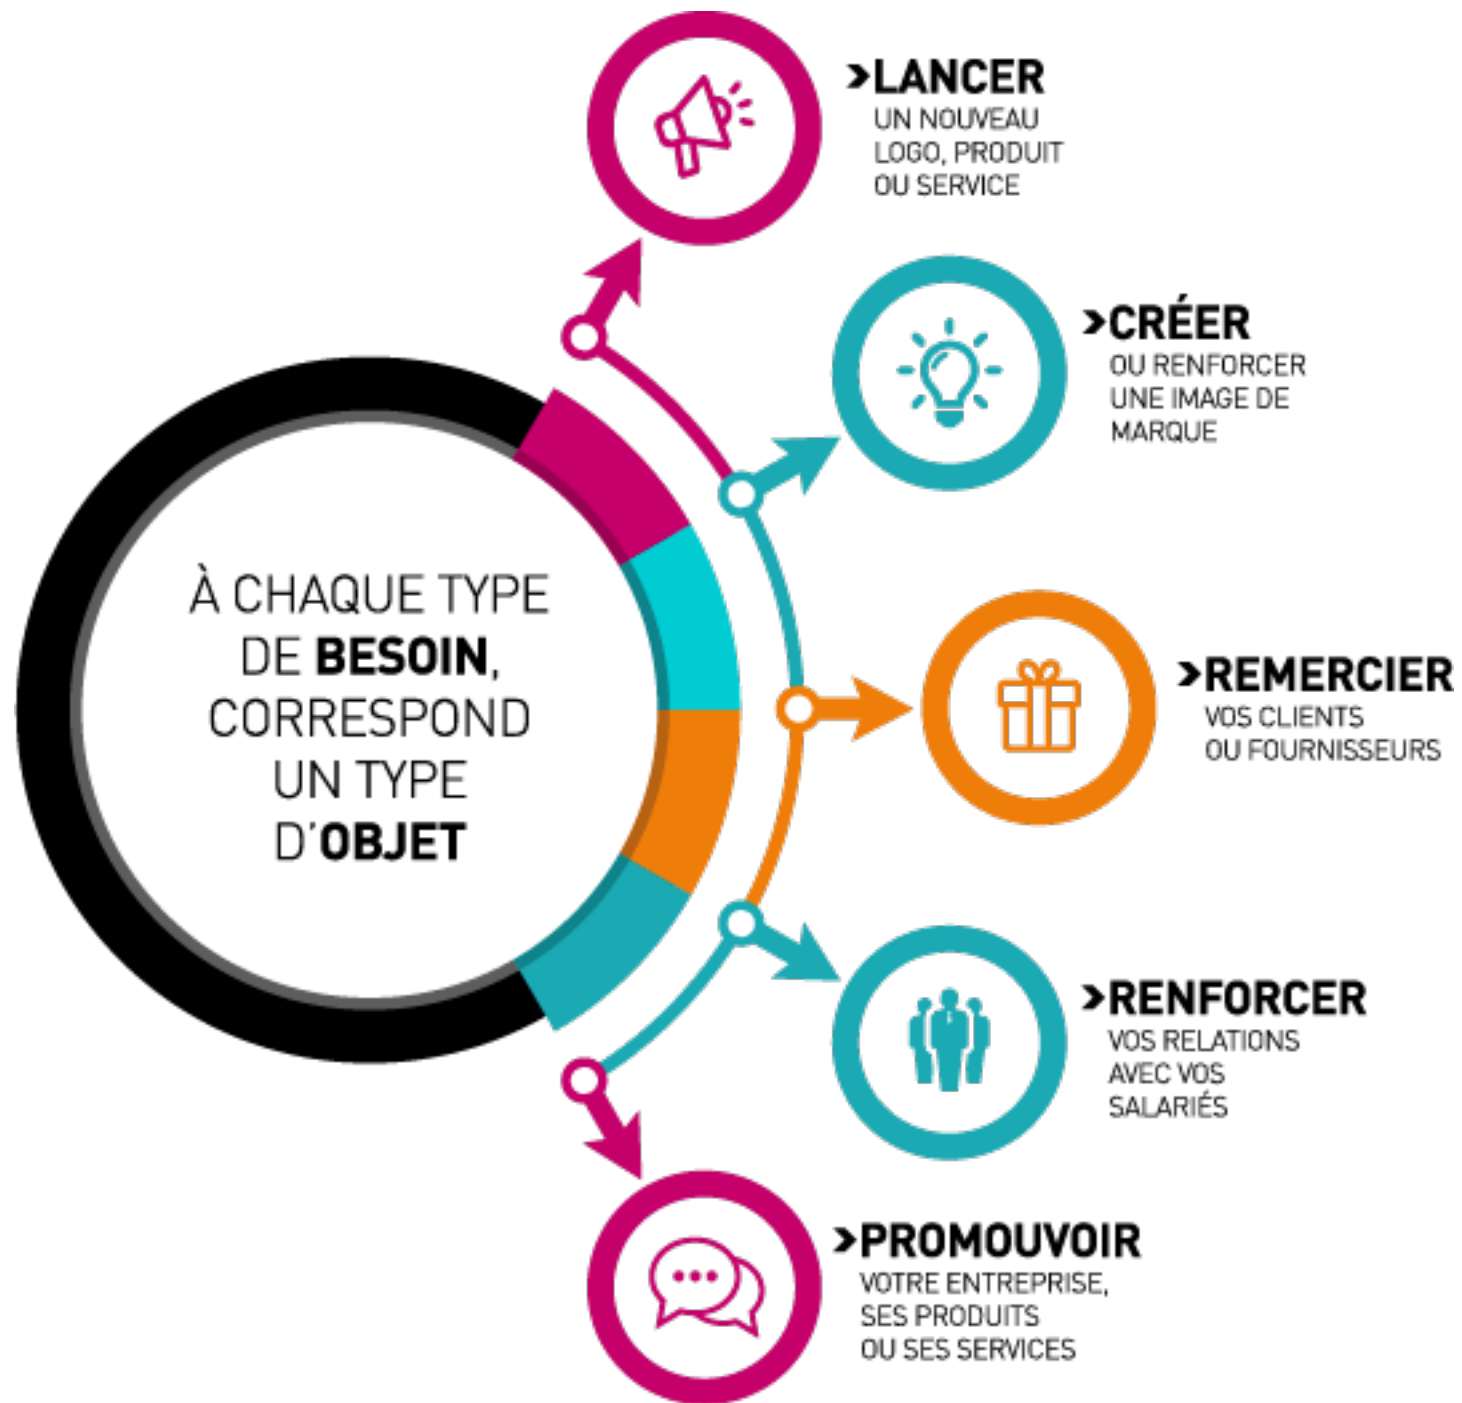 À CHAQUE TYPE
DE BESOIN,
CORRESPOND
UN TYPE
D'OBJET
>LANCER
UN NOUVEAU
LOGO, PRODUIT
OU SERVICE
>CRÉER
OU RENFORCER
UNE IMAGE DE
MARQUE
>REMERCIER
VOS CLIENTS
OU FOURNISSEURS
>RENFORCER
VOS RELATIONS
AVEC VOS
SALARIÉS
>PROMOUVOIR
VOTRE ENTREPRISE,
SES PRODUITS
OU SES SERVICES